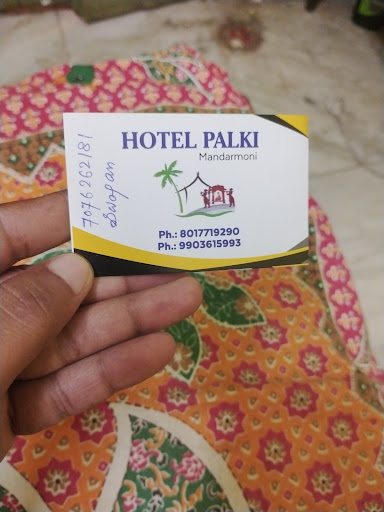 HOTEL PALKI
Mandarmoni
Ph.: 8017719290
Ph.: 9903615993
7076262181
Swapan